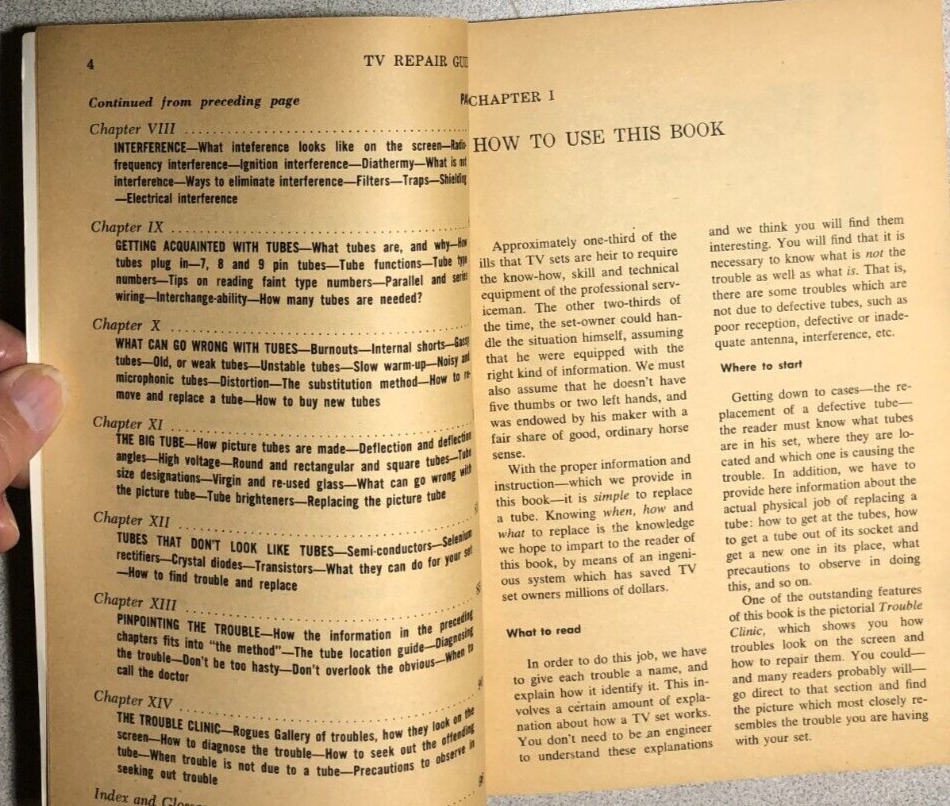 4
TV REPAIR
Continued from preceding page
Chapter VIII
INTERFERENCE—What inteference looks like on the screen—Radio-
frequency interference—Ignition interference—Diathermy—What is not
interference—Ways to eliminate interference—Filters—Traps—Shielding
—Electrical interference
Chapter IX
GETTING ACQUAINTED WITH TUBES—What tubes are, and why—How
tubes plug in—7, 8 and 9 pin tubes—Tube functions—Tube type
numbers—Tips on reading faint type numbers—Parallel and series
wiring—Interchange-ability—How many tubes are needed?
Chapter X
WHAT CAN GO WRONG WITH TUBES—Burnouts—Internal shorts—Gassy
tubes—Old, or weak tubes—Unstable tubes—Slow warm-up—Noisy and
microphonic tubes—Distortion—The substitution method—How to re-
move and replace a tube—How to buy new tubes
Chapter XI
THE BIG TUBE—How picture tubes are made—Deflection and deflection
angles—High voltage—Round and rectangular and square tubes—Tube
size designations—Virgin and re-used glass—What can go wrong with
the picture tube—Tube brighteners—Replacing the picture tube
Chapter XII
TUBES THAT DON'T LOOK LIKE TUBES—Semi-conductors—Selenium
rectifiers—Crystal diodes—Transistors—What they can do for your set
—How to find trouble and replace
Chapter XIII
PINPOINTING THE TROUBLE—How the information in the preceding
chapters fits into "the method"—The tube location guide—Diagnosing
the trouble—Don't be too hasty—Don't overlook the obvious—When to
call the doctor
Chapter XIV
THE TROUBLE CLINIC—Rogues Gallery of troubles, how they look on the
screen—How to diagnose the trouble—How to seek out the offending
tube—When trouble is not due to a tube—Precautions to observe in
seeking out trouble
Index and
CHAPTER I
HOW TO USE THIS BOOK
Approximately one-third of the
ills that TV sets are heir to require
the know-how, skill and technical
equipment of the professional serv-
iceman. The other two-thirds of
the time, the set-owner could han-
dle the situation himself, assuming
that he were equipped with the
right kind of information. We must
also assume that he doesn't have
five thumbs or two left hands, and
was endowed by his maker with a
fair share of good, ordinary horse
sense.
With the proper information and
instruction—which we provide in
this book—it is simple to replace
a tube. Knowing when, how and
what to replace is the knowledge
we hope to impart to the reader of
this book, by means of an ingeni-
ous system which has saved TV
set owners millions of dollars.
What to read
In order to do this job, we have
to give each trouble a name, and
explain how it identify it. This in-
volves a certain amount of expla-
nation about how a TV set works.
You don't need to be an engineer
to understand these explanations
and we think you will find them
interesting. You will find that it is
necessary to know what is not the
trouble as well as what is. That is,
there are some troubles which are
not due to defective tubes, such as
poor reception, defective or inade-
quate antenna, interference, etc.
Where to start
Getting down to cases—the re-
placement of a defective tube—
the reader must know what tubes
are in his set, where they are lo-
cated and which one is causing the
trouble. In addition, we have to
provide here information about the
actual physical job of replacing a
tube: how to get at the tubes, how
to get a tube out of its socket and
get a new one in its place, what
precautions to observe in doing
this, and so on.
One of the outstanding features
of this book is the pictorial Trouble
Clinic, which shows you how
troubles look on the screen and
how to repair them. You could—
and many readers probably will—
go direct to that section and find
the picture which most closely re-
sembles the trouble you are having
with your set.